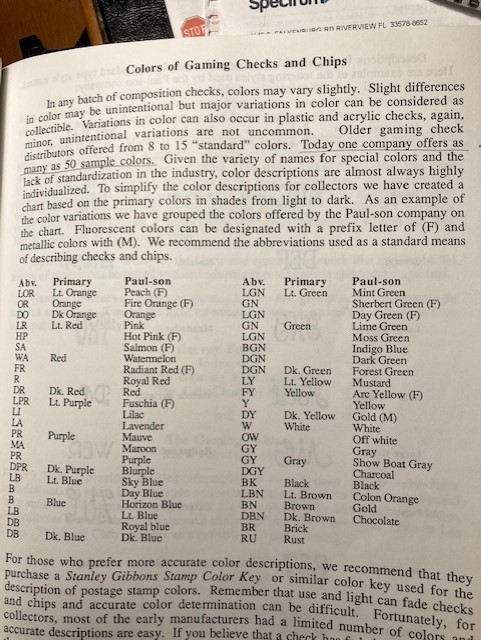 Spectrum
STOP
RD RIVERVIEW FL 33578-8652
Colors of Gaming Checks and Chips
In any batch of composition checks, colors may vary slightly. Slight differences
in color may be unintentional but major variations in color can be considered as
collectible. Variations in color can also occur in plastic and acrylic checks, again,
minor, unintentional variations are not uncommon. Older gaming check
distributors offered from 8 to 15 “standard” colors. Today one company offers as
many as 50 sample colors. Given the variety of names for special colors and the
lack of standardization in the industry, color descriptions are almost always highly
individualized. To simplify the color descriptions for collectors we have created a
chart based on the primary colors in shades from light to dark. As an example of
the color variations we have grouped the colors offered by the Paul-son company on
the chart. Fluorescent colors can be designated with a prefix letter of (F) and
metallic colors with (M). We recommend the abbreviations used as a standard means
of describing checks and chips.
Abv. Primary Paul-son Abv. Primary Paul-son
LOR Lt. Orange Peach (F) LGN Lt. Green Mint Green
OR Orange Fire Orange (F) GN Sherbert Green (F)
DO Dk Orange Orange LGN Day Green (F)
LR Lt. Red Pink GN Green Lime Green
HP Hot Pink (F) LGN Moss Green
SA Salmon (F) BGN Indigo Blue
WA Red Watermelon DGN Dark Green
FR Radiant Red (F) DGN Dk. Green Forest Green
R Royal Red LY Lt. Yellow Mustard
DR Dk. Red Red FY Yellow Arc Yellow (F)
LPR Lt. Purple Fuschia (F) Y Yellow
LI Lilac DY Dk. Yellow Gold (M)
LA Lavender W White White
PR Purple Mauve OW Off white
MA Maroon GY Gray
PR Purple GY Gray Show Boat Gray
DPR Dk. Purple Blurple DGY Charcoal
LB Lt. Blue Sky Blue BK Black Black
B Day Blue LBN Lt. Brown Colon Orange
B Blue Horizon Blue BN Brown Gold
LB Lt. Blue DBN Dk. Brown Chocolate
DB Royal blue BR Brick
DB Dk. Blue Dk. Blue RU Rust
For those who prefer more accurate color descriptions, we recommend that they
purchase a Stanley Gibbons Stamp Color Key or similar color key used for the
description of postage stamp colors. Remember that use and light can fade checks
and chips and accurate color determination can be difficult. Fortunately, for
collectors, most of the early manufacturers had a limited number of colors and
accurate descriptions are easy. If you believe that a check has